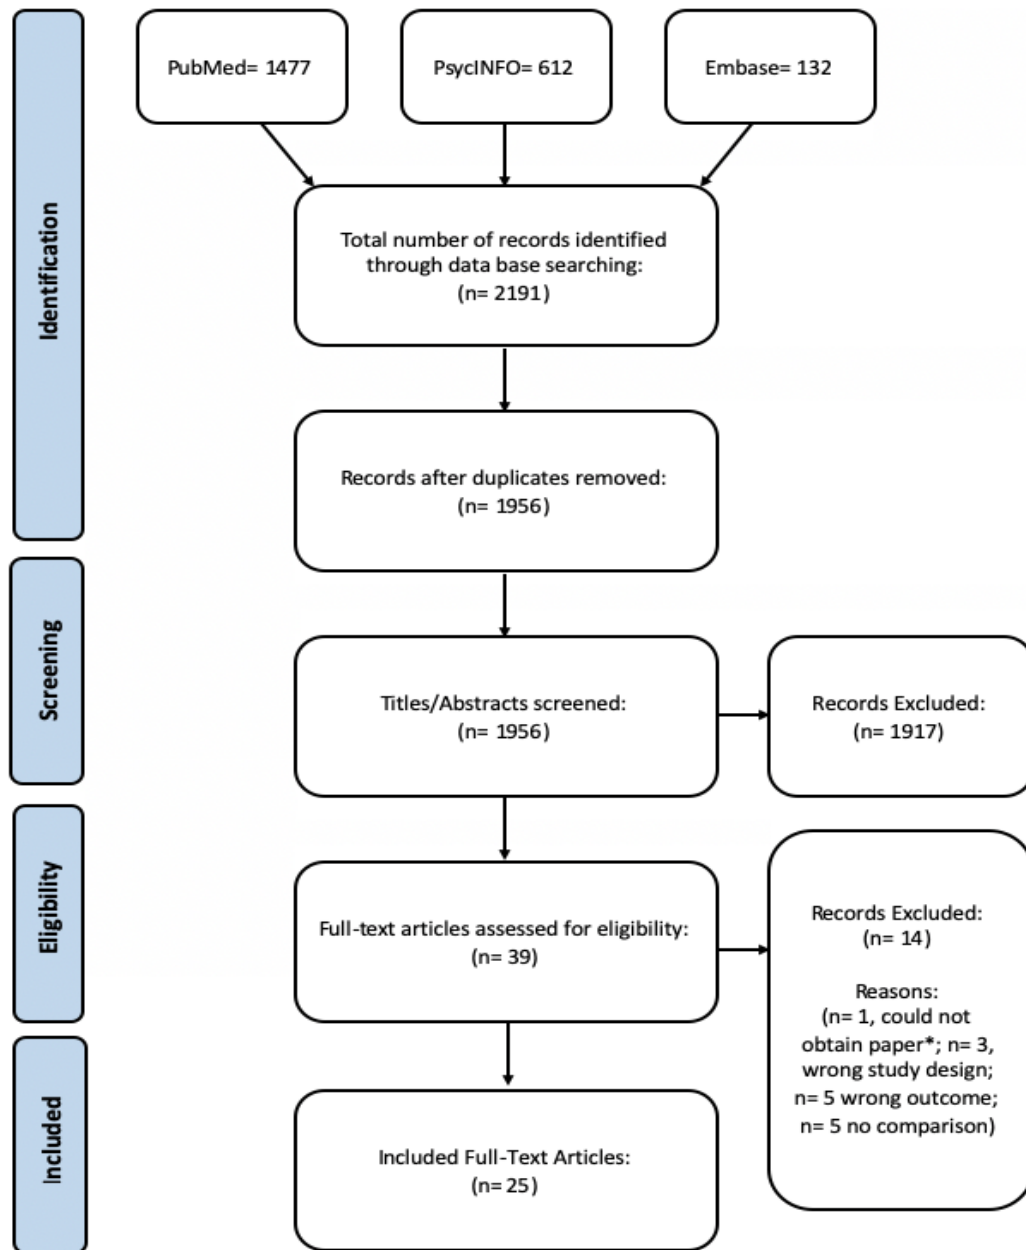 PubMed= 1477
PsycINFO= 612
Embase= 132
Identification
Total number of records identified
through data base searching:
(n= 2191)
Records after duplicates removed:
(n= 1956)
Screening
Titles/Abstracts screened:
(n= 1956)
Records Excluded:
(n= 1917)
Eligibility
Full-text articles assessed for eligibility:
(n= 39)
Records Excluded:
(n= 14)
Reasons:
(n= 1, could not
obtain paper*; n= 3,
wrong study design;
n= 5 wrong outcome;
n= 5 no comparison)
Included
Included Full-Text Articles:
(n= 25)